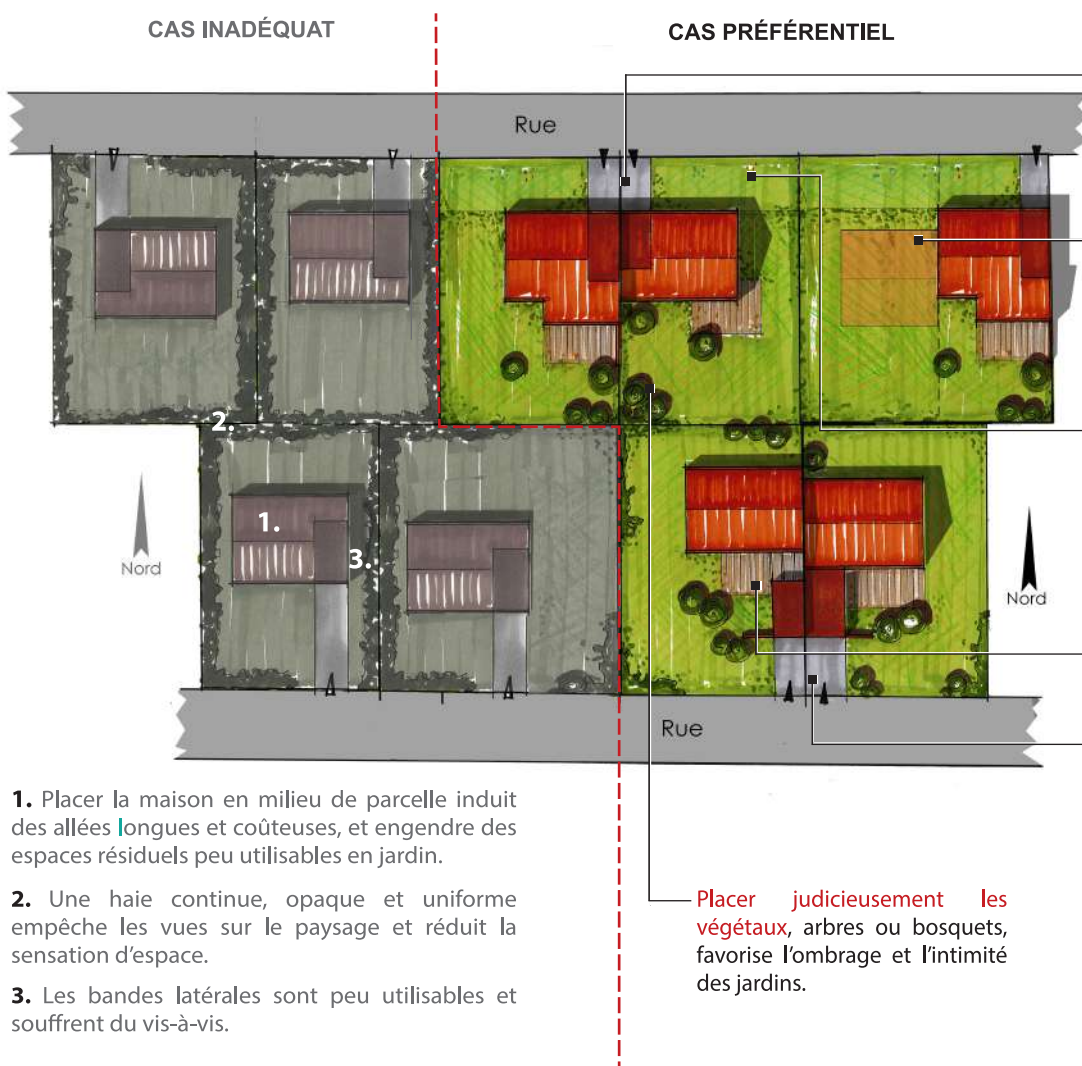 CAS INADÉQUAT
CAS PRÉFÉRENTIEL
Rue
2.
1.
3.
Nord
Nord
Rue
1. Placer la maison en milieu de parcelle induit
des allées longues et coûteuses, et engendre des
espaces résiduels peu utilisables en jardin.
2. Une haie continue, opaque et uniforme
empêche les vues sur le paysage et réduit la
sensation d'espace.
3. Les bandes latérales sont peu utilisables et
souffrent du vis-à-vis.
Placer judicieusement les
végétaux, arbres ou bosquets,
favorise l'ombrage et l'intimité
des jardins.